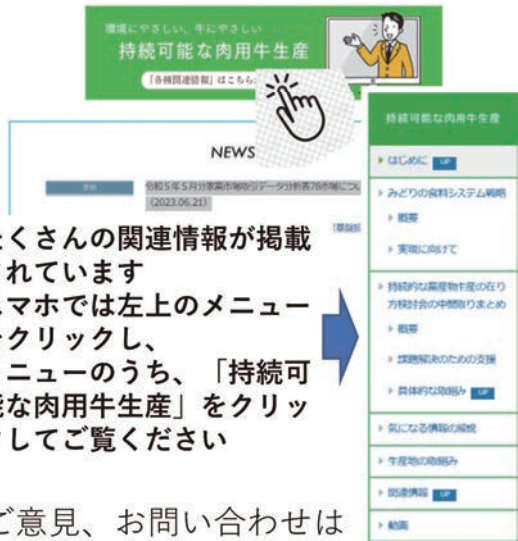 環境にやさしい、牛にやさしい
持続可能な肉用牛生産
「各種関連情報」はこちら
NEWS
令和5年5月分家畜市場取引データ分析表78市場につい
（2023.06.21）
たくさんの関連情報が掲載
されています
スマホでは左上のメニュー
をクリックし、
メニューのうち、「持続可
能な肉用牛生産」をクリッ
クしてご覧ください
ご意見、お問い合わせは
持続可能な肉用牛生産
はじめに UP
みどりの食料システム戦略
概要
実現に向けて
持続的な畜産物生産の在り
方検討会の中間取りまとめ
概要
課題解決のための支援
具体的な取組み UP
気になる情報の解説
生産地の取組み
関連情報 UP
動画